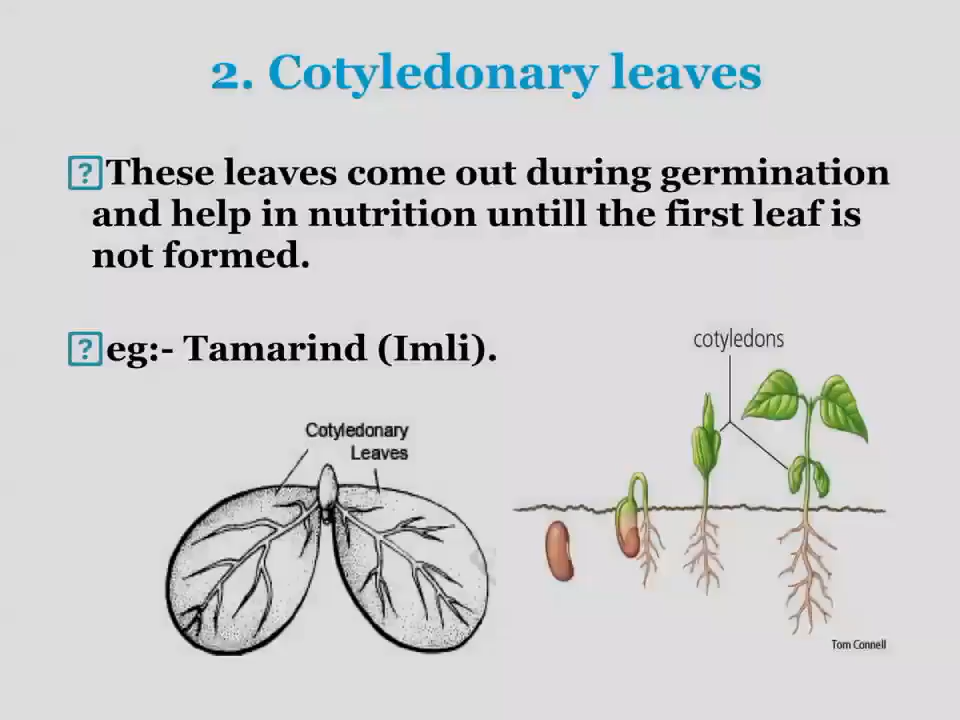 2. Cotyledonary leaves
These leaves come out during germination
and help in nutrition untill the first leaf is
not formed.
eg:- Tamarind (Imli).
cotyledons
Cotyledonary
Leaves
Tom Connell